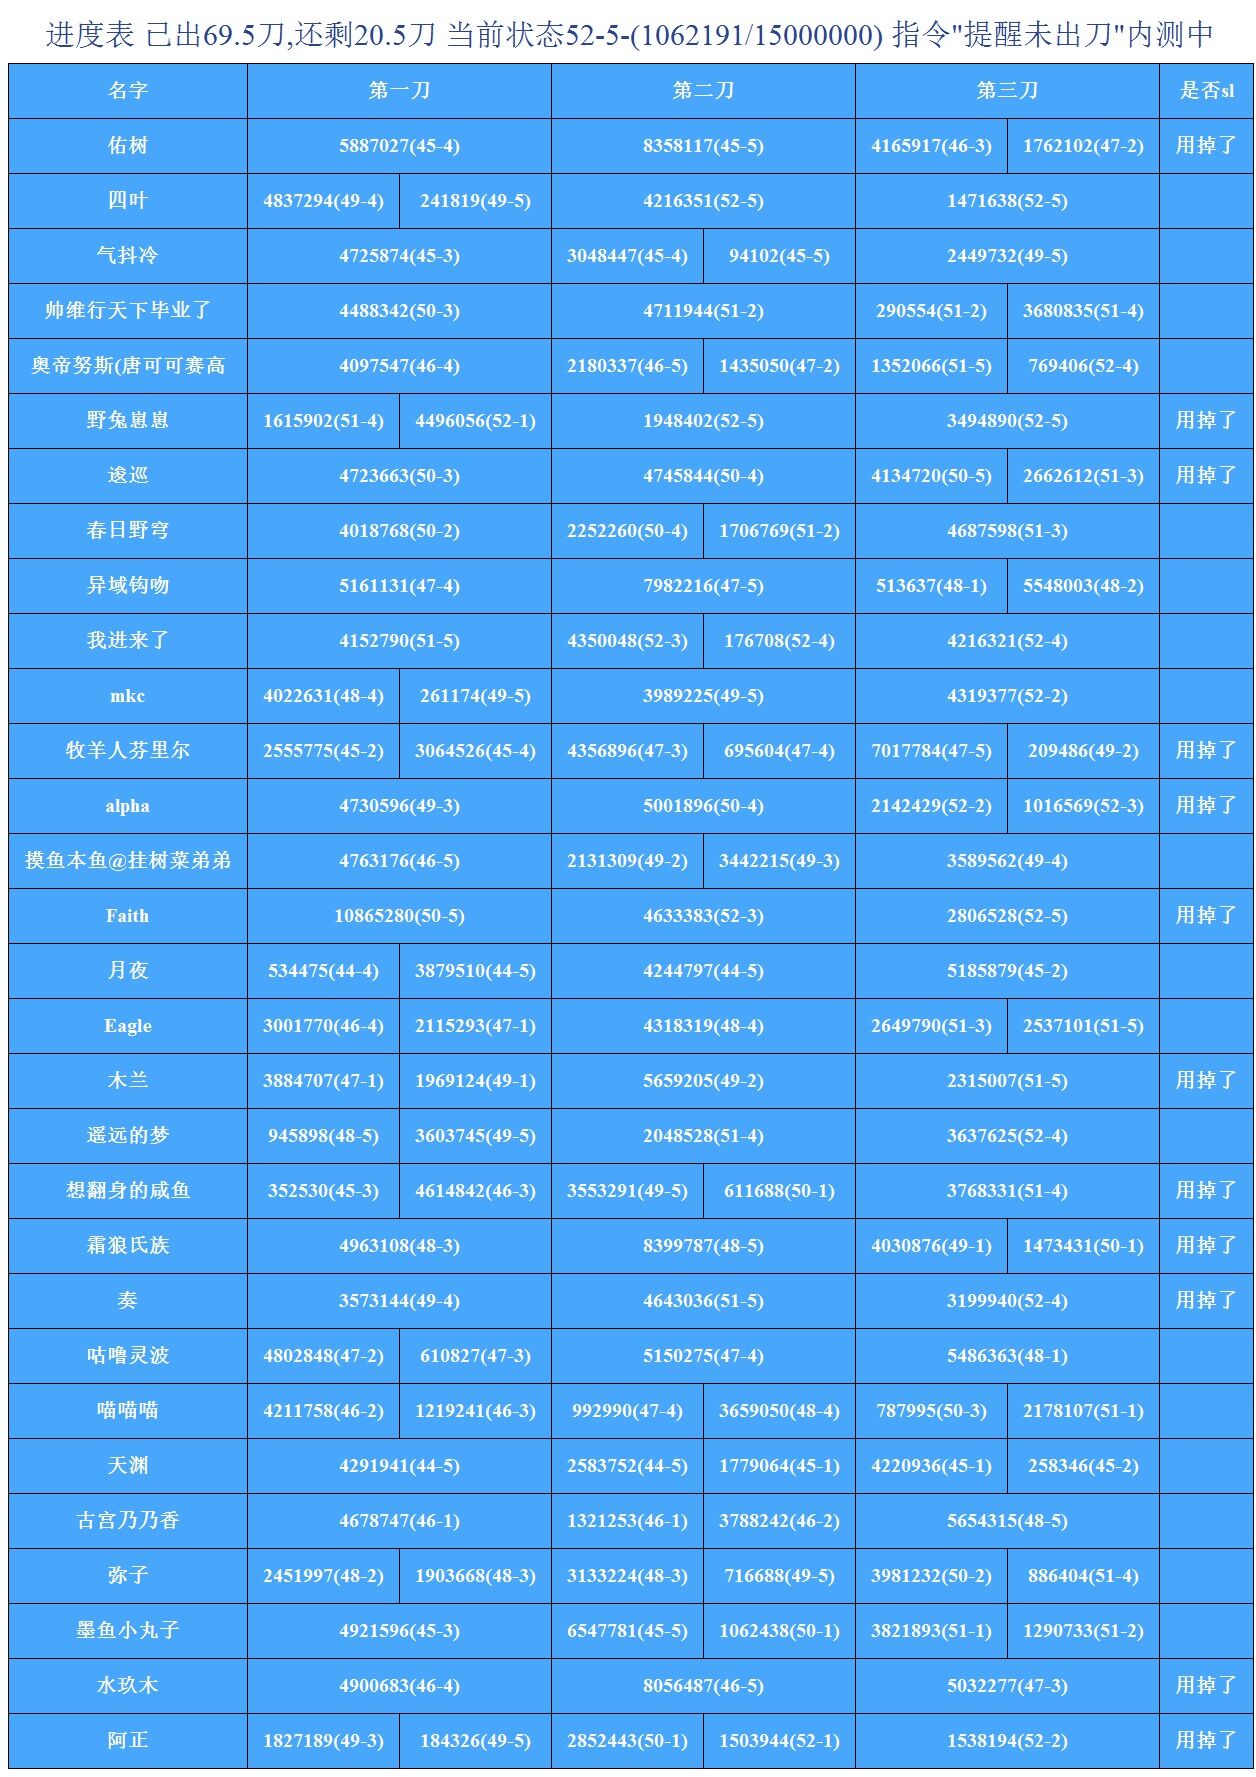 进度表 已出69.5刀,还剩20.5刀 当前状态52-5-(1062191/15000000) 指令"提醒未出刀"内测中
名字 第一刀 第二刀 第三刀 是否sl
佑树 5887027(45-4) 8358117(45-5) 4165917(46-3) 1762102(47-2) 用掉了
四叶 4837294(49-4) 241819(49-5) 4216351(52-5) 1471638(52-5)
气抖冷 4725874(45-3) 3048447(45-4) 94102(45-5) 2449732(49-5)
帅维行天下毕业了 4488342(50-3) 4711944(51-2) 290554(51-2) 3680835(51-4)
奥帝努斯(唐可可赛高 4097547(46-4) 2180337(46-5) 1435050(47-2) 1352066(51-5) 769406(52-4)
野兔崽崽 1615902(51-4) 4496056(52-1) 1948402(52-5) 3494890(52-5) 用掉了
逡巡 4723663(50-3) 4745844(50-4) 4134720(50-5) 2662612(51-3) 用掉了
春日野穹 4018768(50-2) 2252260(50-4) 1706769(51-2) 4687598(51-3)
异域钩吻 5161131(47-4) 7982216(47-5) 513637(48-1) 5548003(48-2)
我进来了 4152790(51-5) 4350048(52-3) 176708(52-4) 4216321(52-4)
mkc 4022631(48-4) 261174(49-5) 3989225(49-5) 4319377(52-2)
牧羊人芬里尔 2555775(45-2) 3064526(45-4) 4356896(47-3) 695604(47-4) 7017784(47-5) 209486(49-2) 用掉了
alpha 4730596(49-3) 5001896(50-4) 2142429(52-2) 1016569(52-3) 用掉了
摸鱼本鱼@挂树菜弟弟 4763176(46-5) 2131309(49-2) 3442215(49-3) 3589562(49-4)
Faith 10865280(50-5) 4633383(52-3) 2806528(52-5) 用掉了
月夜 534475(44-4) 3879510(44-5) 4244797(44-5) 5185879(45-2)
Eagle 3001770(46-4) 2115293(47-1) 4318319(48-4) 2649790(51-3) 2537101(51-5)
木兰 3884707(47-1) 1969124(49-1) 5659205(49-2) 2315007(51-5) 用掉了
遥远的梦 945898(48-5) 3603745(49-5) 2048528(51-4) 3637625(52-4)
想翻身的咸鱼 352530(45-3) 4614842(46-3) 3553291(49-5) 611688(50-1) 3768331(51-4) 用掉了
霜狼氏族 4963108(48-3) 8399787(48-5) 4030876(49-1) 1473431(50-1) 用掉了
奏 3573144(49-4) 4643036(51-5) 3199940(52-4) 用掉了
咕噜灵波 4802848(47-2) 610827(47-3) 5150275(47-4) 5486363(48-1)
喵喵喵 4211758(46-2) 1219241(46-3) 992990(47-4) 3659050(48-4) 787995(50-3) 2178107(51-1)
天渊 4291941(44-5) 2583752(44-5) 1779064(45-1) 4220936(45-1) 258346(45-2)
古宫乃乃香 4678747(46-1) 1321253(46-1) 3788242(46-2) 5654315(48-5)
弥子 2451997(48-2) 1903668(48-3) 3133224(48-3) 716688(49-5) 3981232(50-2) 886404(51-4)
墨鱼小丸子 4921596(45-3) 6547781(45-5) 1062438(50-1) 3821893(51-1) 1290733(51-2)
水玖木 4900683(46-4) 8056487(46-5) 5032277(47-3) 用掉了
阿正 1827189(49-3) 184326(49-5) 2852443(50-1) 1503944(52-1) 1538194(52-2) 用掉了